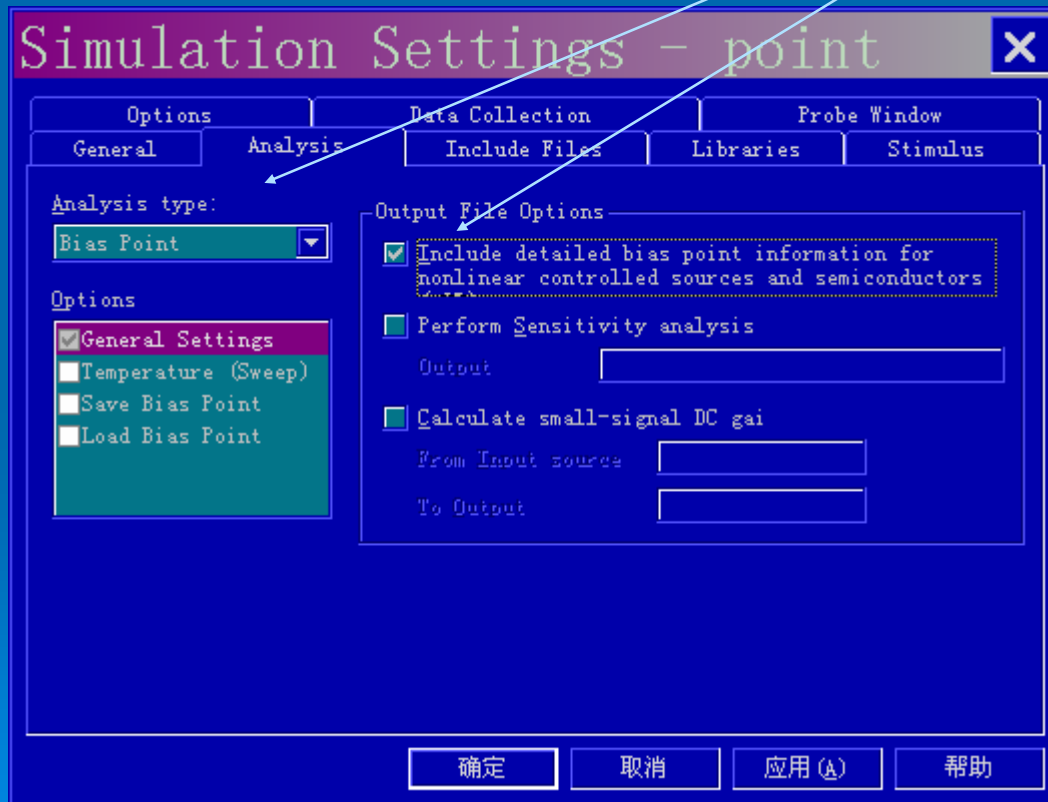 Simulation Settings - point
Options
Data Collection
Probe Window
General
Analysis
Include Files
Libraries
Stimulus
Analysis type:
Bias Point
Options
General Settings
Temperature (Sweep)
Save Bias Point
Load Bias Point
Output File Options
Include detailed bias point information for
nonlinear controlled sources and semiconductors
Perform Sensitivity analysis
Output
Calculate small-signal DC gai
From Input source
To Output
确定
取消
应用(A)
帮助